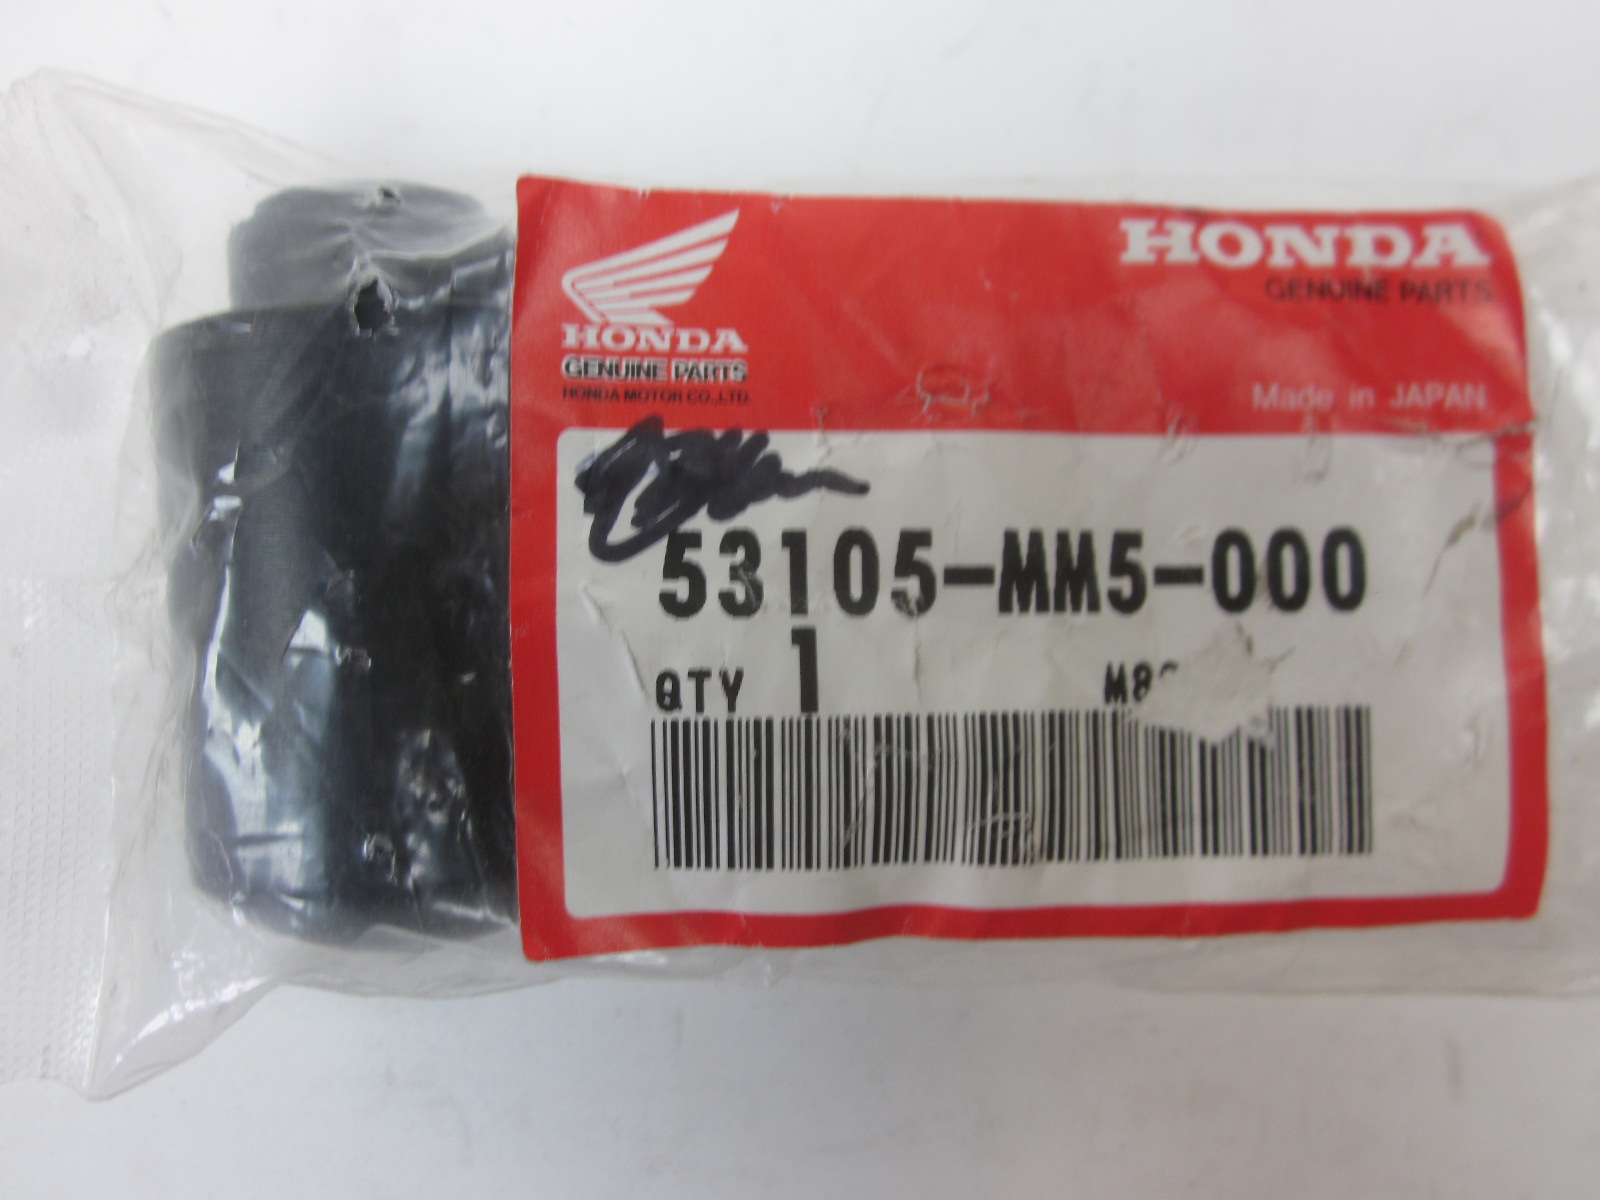 HONDA
GENUINE PARTS
Made in JAPAN
HONDA
GENUINE PARTS
HONDA MOTOR CO.,LTD.
53105-MM5-000
QTY 1